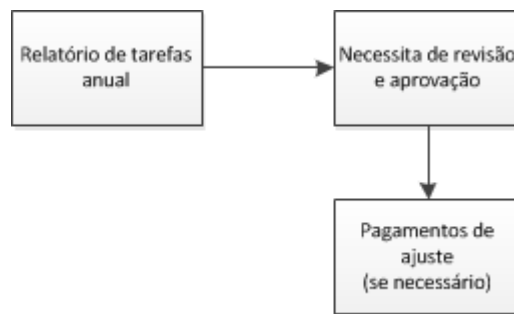 Relatório de tarefas
anual
Necessita de revisão
e aprovação
Pagamentos de
ajuste
(se necessário)